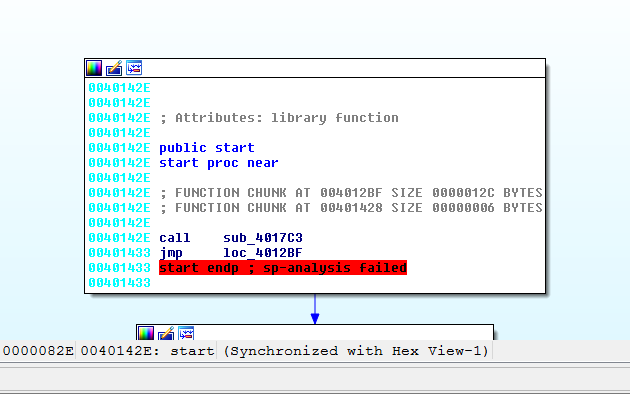 0040142E
0040142E
0040142E ; Attributes: library function
0040142E
0040142E public start
0040142E start proc near
0040142E
0040142E ; FUNCTION CHUNK AT 004012BF SIZE 0000012C BYTES
0040142E ; FUNCTION CHUNK AT 00401428 SIZE 00000006 BYTES
0040142E
0040142E call sub_4017C3
00401433 jmp loc_4012BF
00401433 start endp ; sp-analysis failed
00401433
0000082E 0040142E: start (Synchronized with Hex View-1)